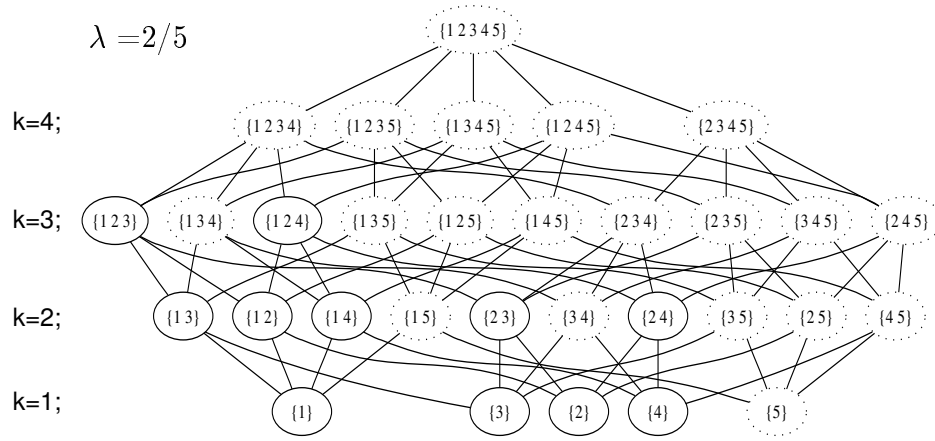 λ = 2/5
{1 2 3 4 5}
k=4;
{1 2 3 4} {1 2 3 5} {1 3 4 5} {1 2 4 5} {2 3 4 5}
k=3;
{1 2 3} {1 3 4} {1 2 4} {1 3 5} {1 2 5} {1 4 5} {2 3 4} {2 3 5} {3 4 5} {2 4 5}
k=2;
{1 3} {1 2} {1 4} {1 5} {2 3} {3 4} {2 4} {3 5} {2 5} {4 5}
k=1;
{1} {3} {2} {4} {5}